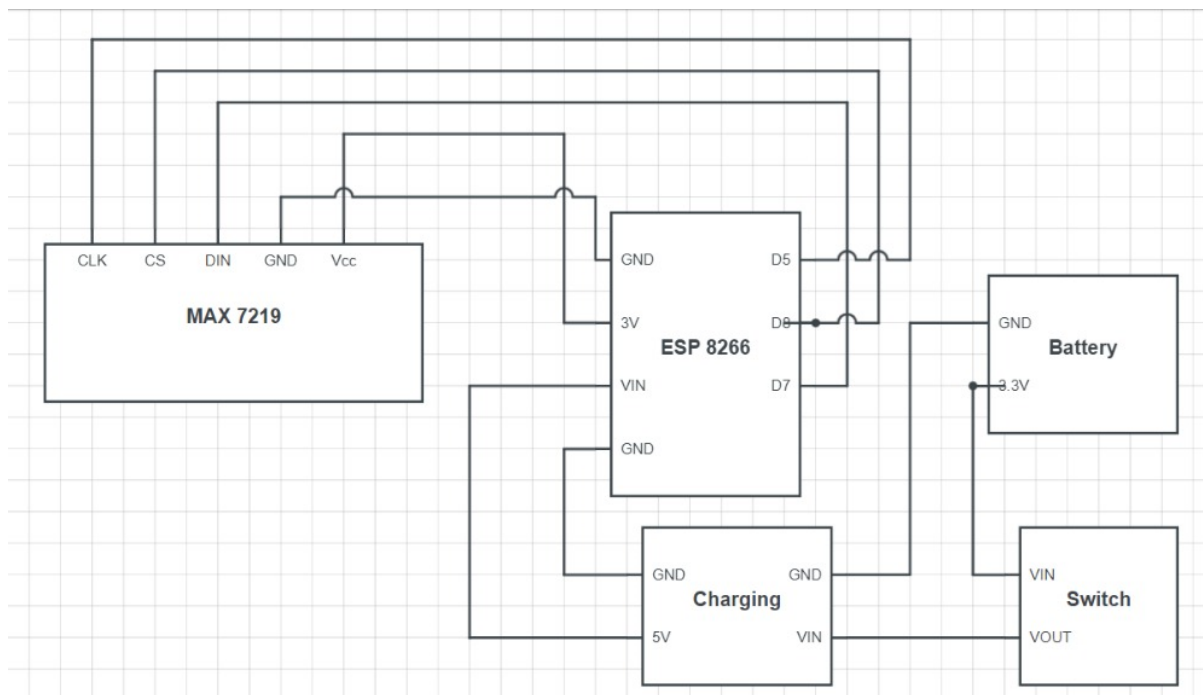 CLK CS DIN GND Vcc
MAX 7219
GND D5
3V D8
ESP 8266
VIN D7
GND
GND
Battery
3.3V
GND GND
Charging
5V VIN
VIN
Switch
VOUT